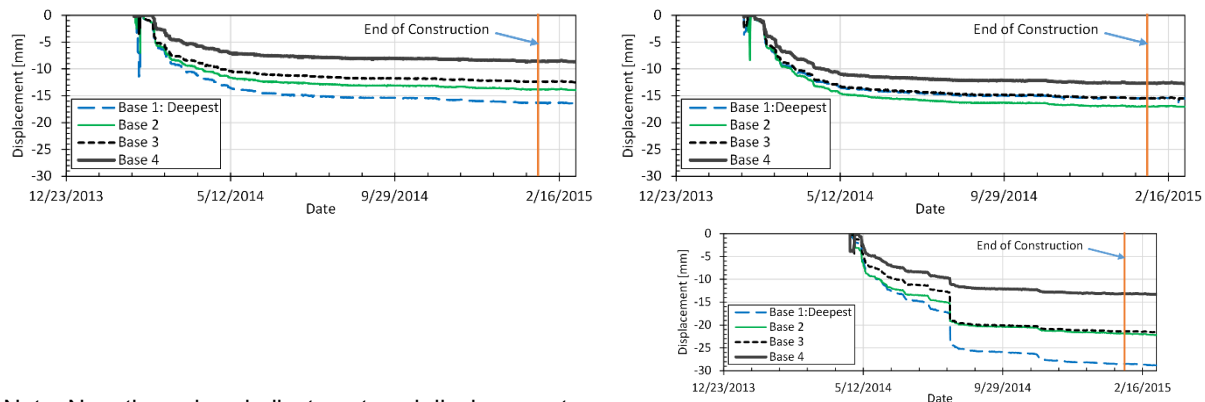 0
-5
-10
-15
-20
-25
-30
Displacement [mm]
End of Construction
Base 1:Deepest
Base 2
Base 3
Base 4
12/23/2013
5/12/2014
9/29/2014
2/16/2015
Date
0
-5
-10
-15
-20
-25
-30
Displacement [mm]
End of Construction
Base 1:Deepest
Base 2
Base 3
Base 4
12/23/2013
5/12/2014
9/29/2014
2/16/2015
Date
0
-5
-10
-15
-20
-25
-30
Displacement [mm]
End of Construction
Base 1:Deepest
Base 2
Base 3
Base 4
12/23/2013
5/12/2014
9/29/2014
2/16/2015
Date